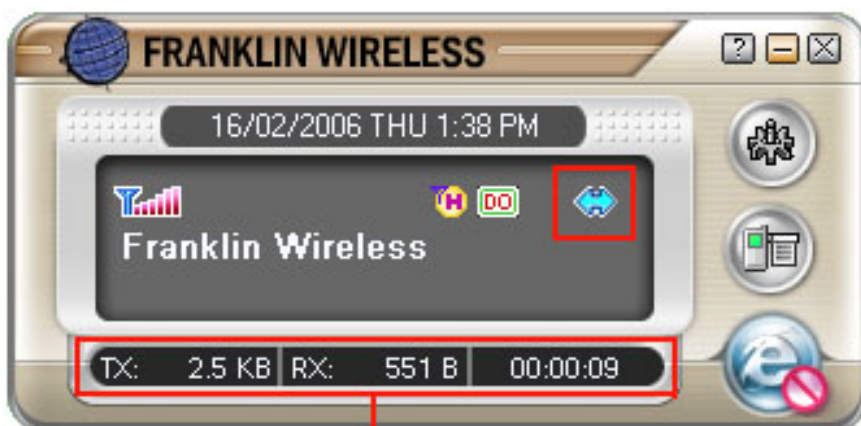 FRANKLIN WIRELESS
?
16/02/2006 THU 1:38 PM
H DO
Franklin Wireless
TX: 2.5 KB RX: 551 B 00:00:09
e